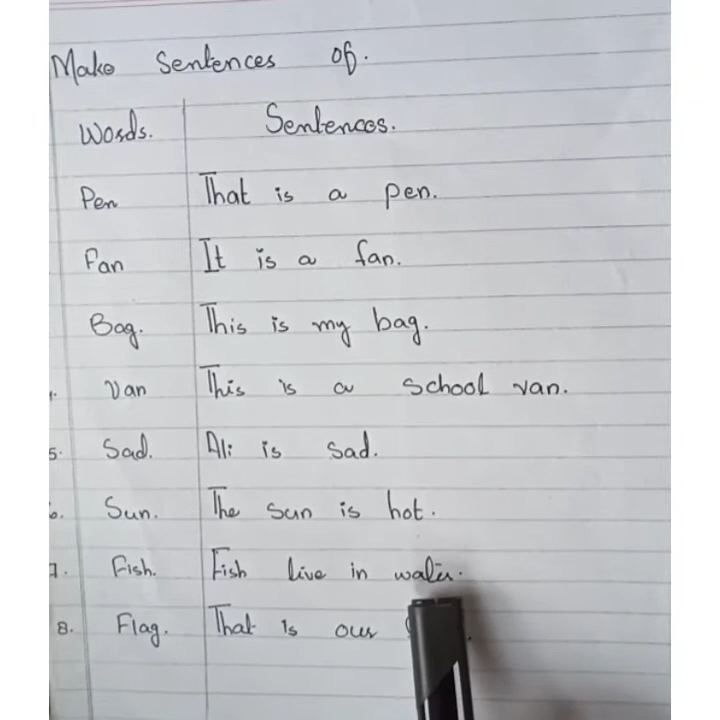 Make Sentences of.
Words. Sentences.
Pen That is a pen.
Fan It is a fan.
Bag. This is my bag.
Van This is a school van.
5. Sad. Ali is sad.
6. Sun. The sun is hot.
7. Fish. Fish live in water.
8. Flag. That is our